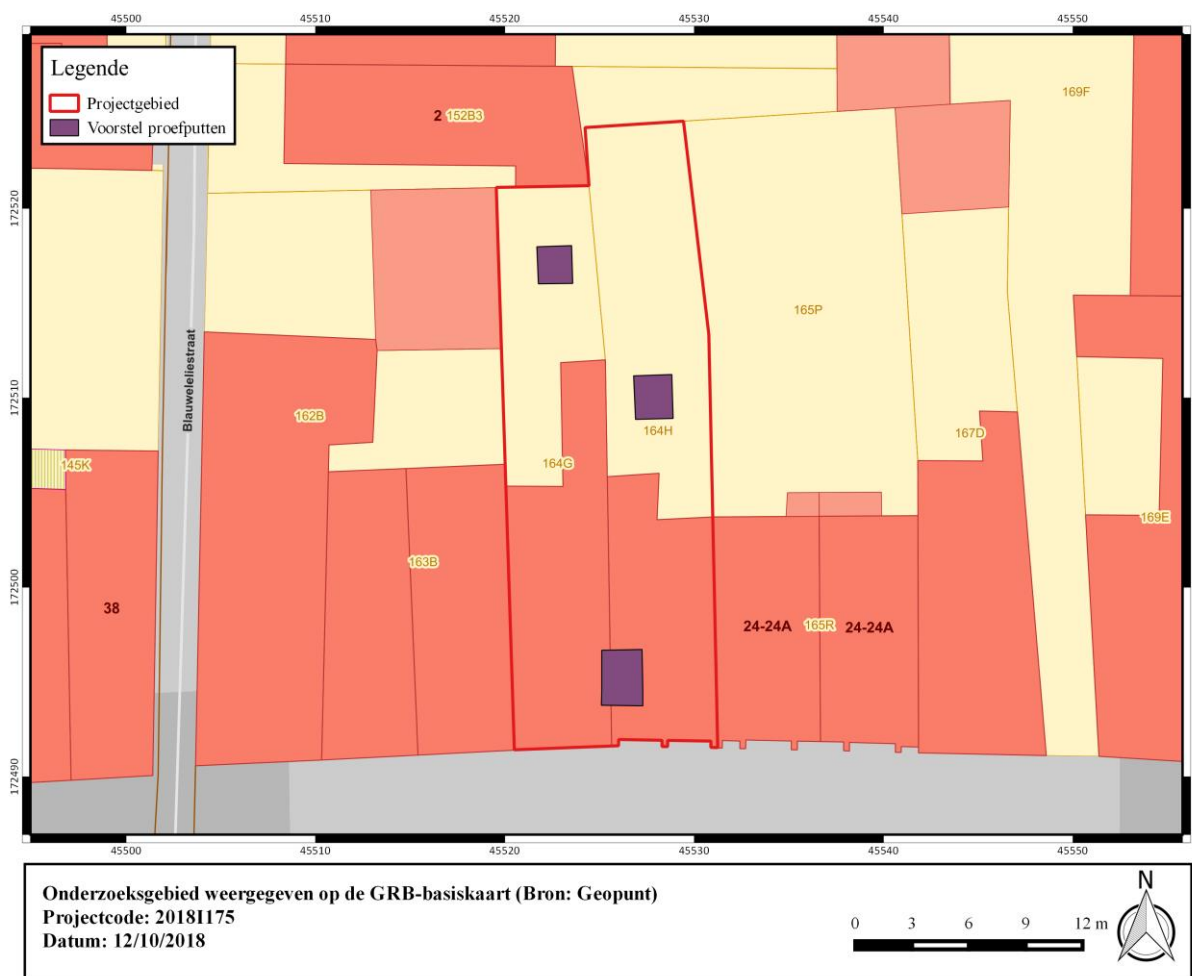 45500 45510 45520 45530 45540 45550
Legende
Projectgebied
Voorstel proefputten
2 152B3
169F
172520
165P
Blauweleliestraat
172510
162B
164H
167D
145K
164G
169E
163B
172500
38
24-24A 165R 24-24A
172490
45500 45510 45520 45530 45540 45550
Onderzoeksgebied weergegeven op de GRB-basiskaart (Bron: Geopunt)
Projectcode: 2018I175
Datum: 12/10/2018
N
0 3 6 9 12 m